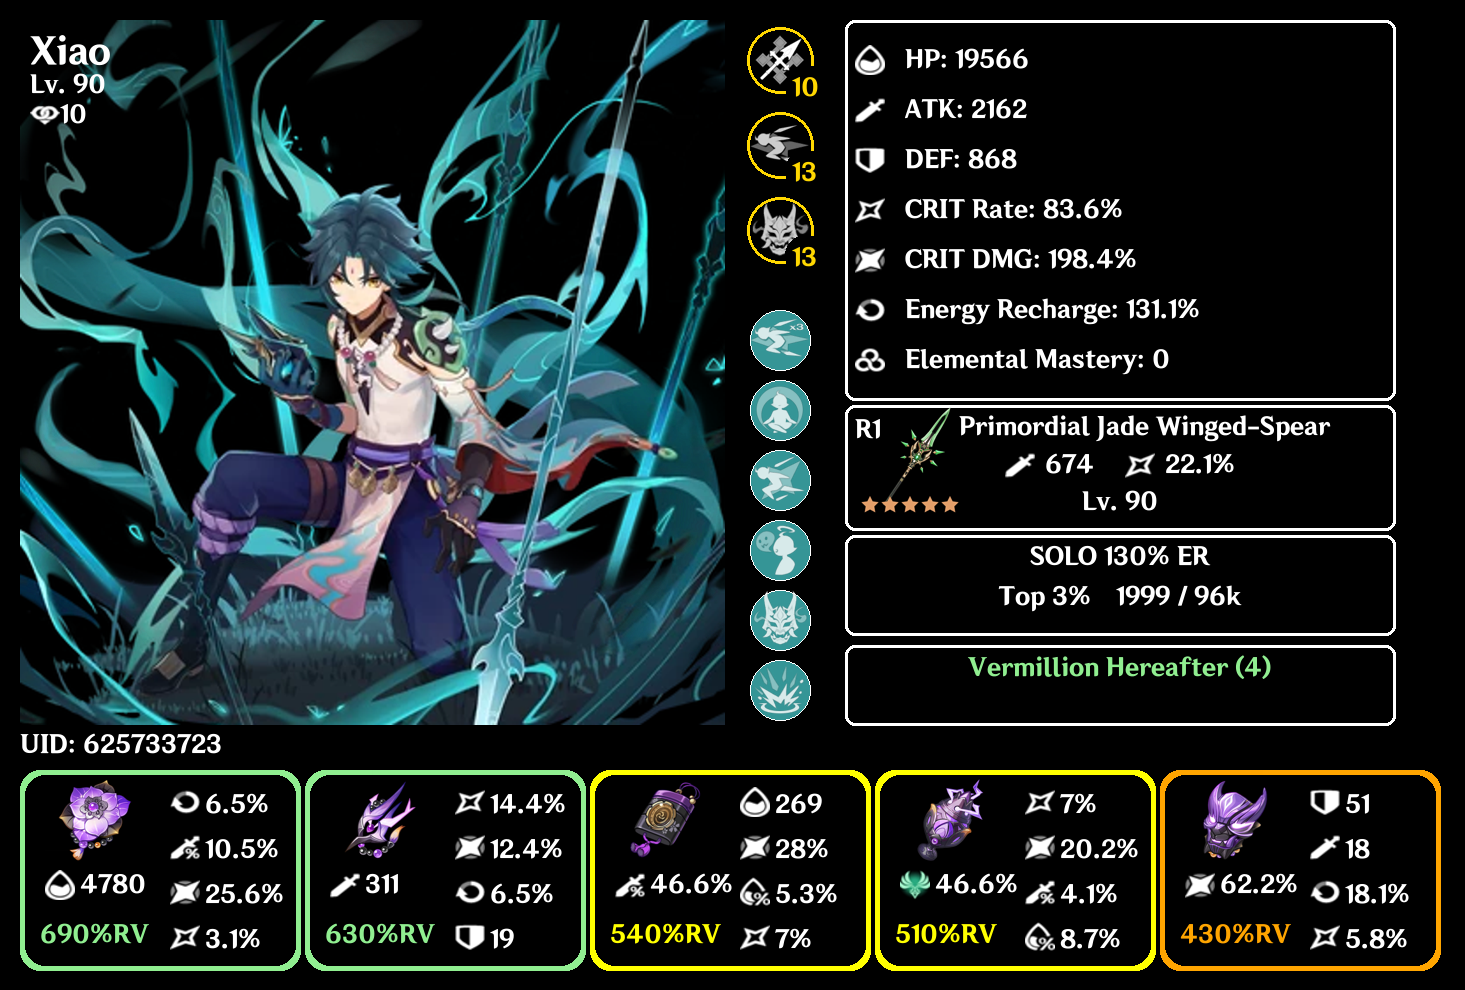 Xiao
Lv. 90
10
10
13
13
x3
HP: 19566
ATK: 2162
DEF: 868
CRIT Rate: 83.6%
CRIT DMG: 198.4%
Energy Recharge: 131.1%
Elemental Mastery: 0
R1
Primordial Jade Winged-Spear
674 22.1%
Lv. 90
SOLO 130% ER
Top 3% 1999 / 96k
Vermillion Hereafter (4)
UID: 625733723
4780
690%RV
6.5%
10.5%
25.6%
3.1%
311
630%RV
14.4%
12.4%
6.5%
19
46.6%
540%RV
269
28%
5.3%
7%
46.6%
510%RV
7%
20.2%
4.1%
8.7%
62.2%
430%RV
51
18
18.1%
5.8%